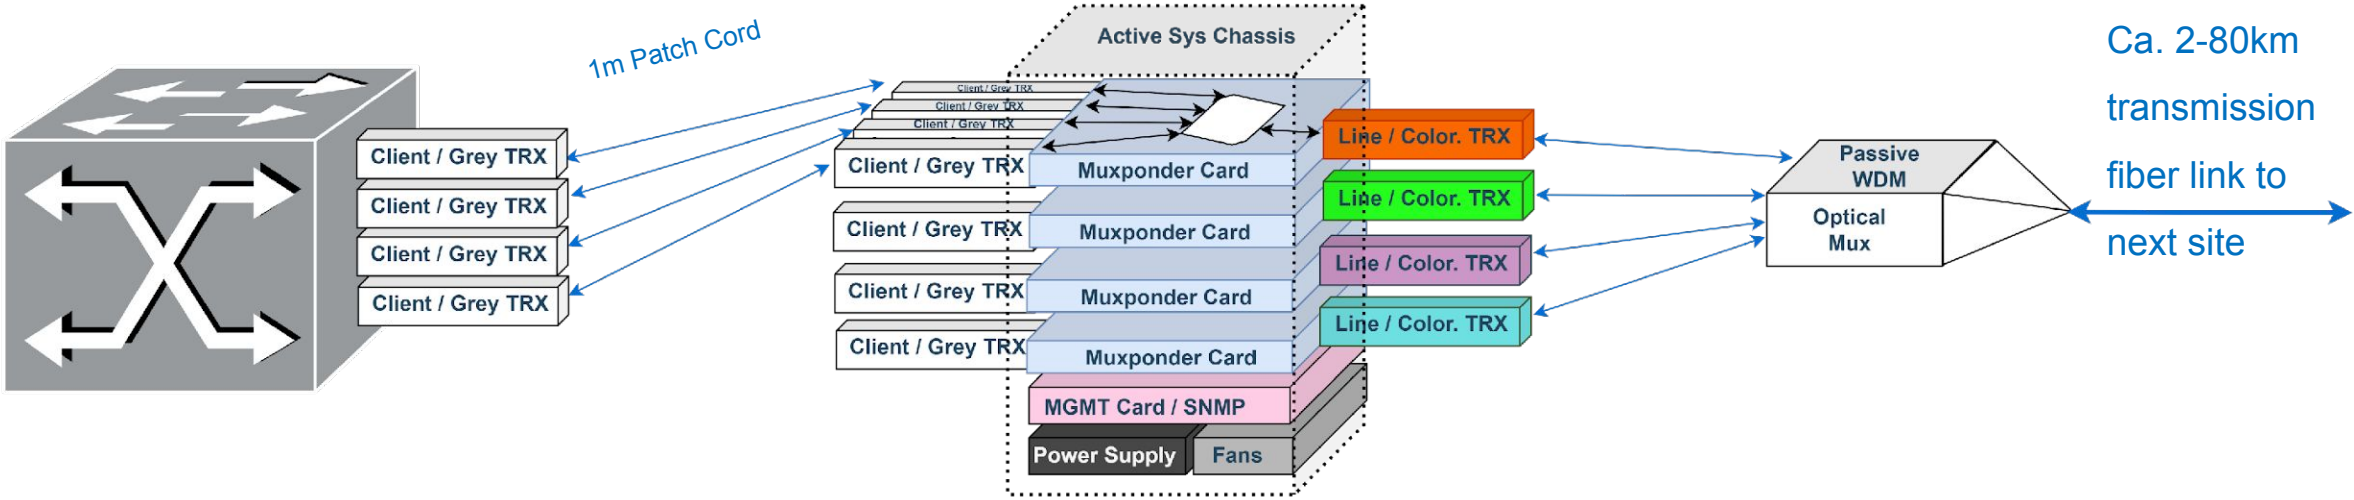 1m Patch Cord
Client / Grey TRX
Client / Grey TRX
Client / Grey TRX
Client / Grey TRX
Active Sys Chassis
Client / Grey TRX
Client / Grey TRX
Client / Grey TRX
Client / Grey TRX
Client / Grey TRX
Client / Grey TRX
Client / Grey TRX
Muxponder Card
Muxponder Card
Muxponder Card
Muxponder Card
MGMT Card / SNMP
Power Supply
Fans
Line / Color. TRX
Line / Color. TRX
Line / Color. TRX
Line / Color. TRX
Passive
WDM
Optical
Mux
Ca. 2-80km
transmission
fiber link to
next site